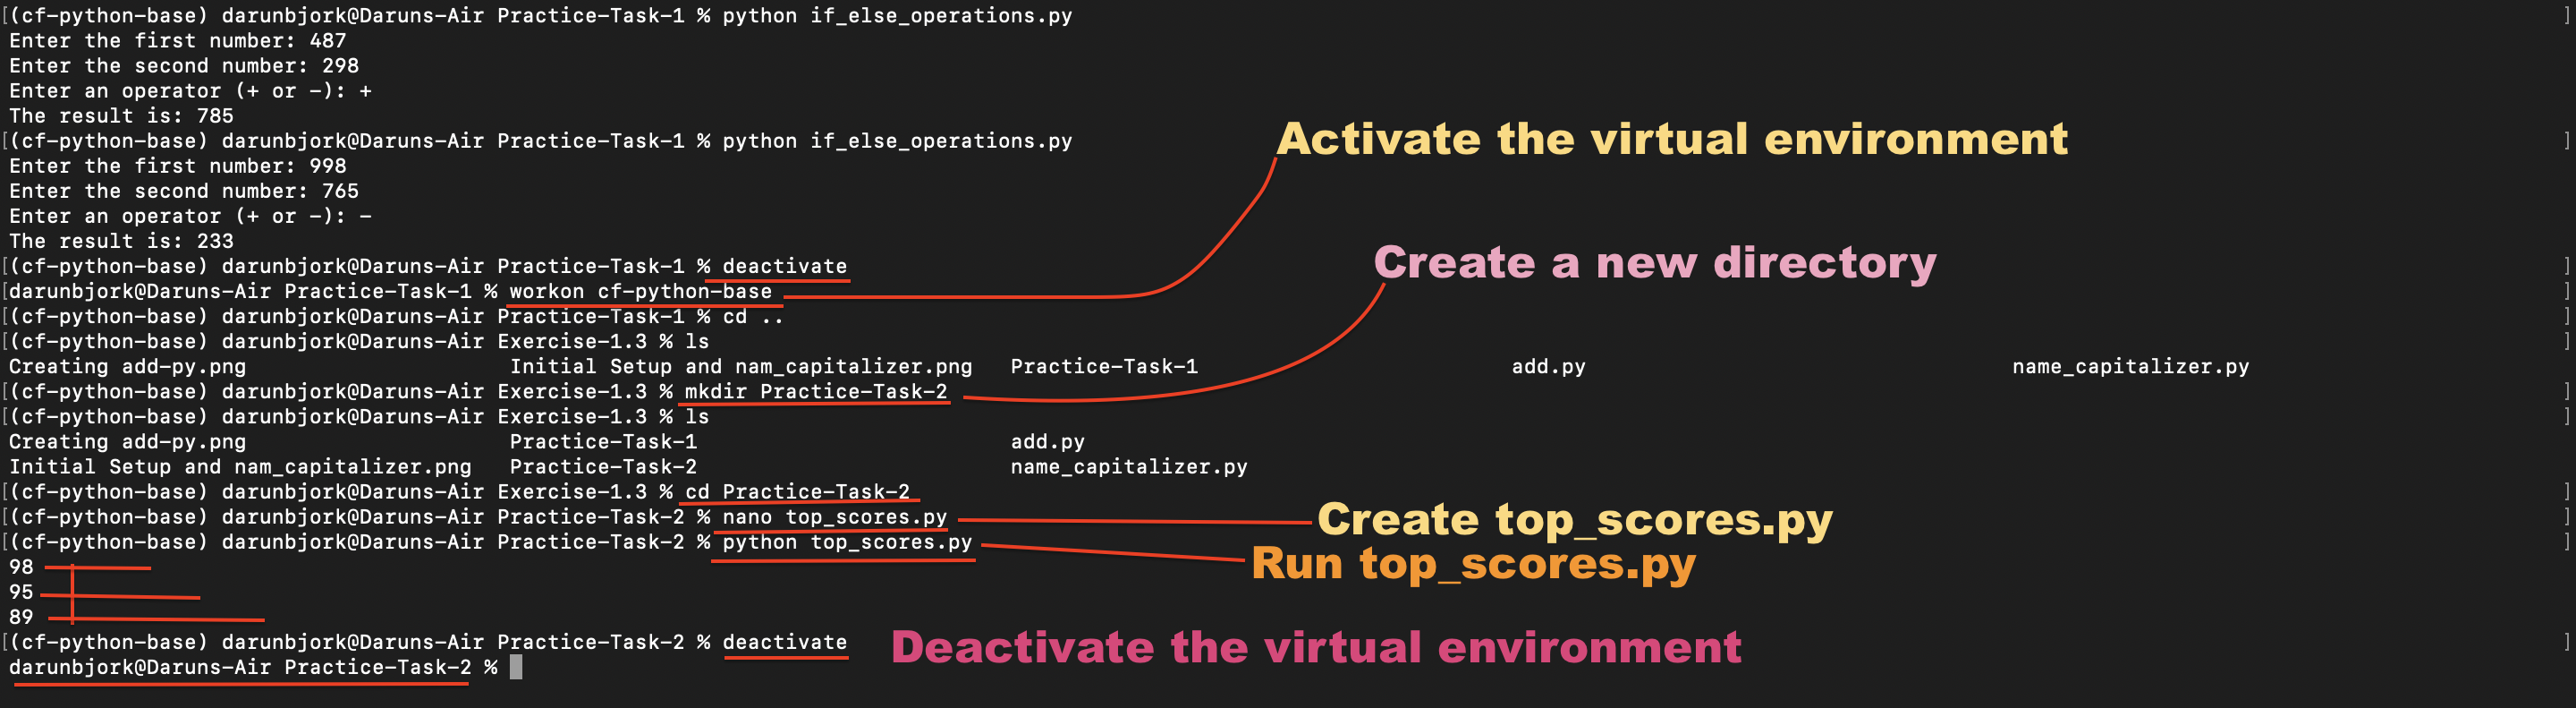 [(cf-python-base) darunbjork@Daruns-Air Practice-Task-1 % python if_else_operations.py ]
Enter the first number: 487
Enter the second number: 298
Enter an operator (+ or -): +
The result is: 785
[(cf-python-base) darunbjork@Daruns-Air Practice-Task-1 % python if_else_operations.py ]
Activate the virtual environment
Enter the first number: 998
Enter the second number: 765
Enter an operator (+ or -): -
The result is: 233
[(cf-python-base) darunbjork@Daruns-Air Practice-Task-1 % deactivate ]
Create a new directory
[darunbjork@Daruns-Air Practice-Task-1 % workon cf-python-base ]
[(cf-python-base) darunbjork@Daruns-Air Practice-Task-1 % cd .. ]
[(cf-python-base) darunbjork@Daruns-Air Exercise-1.3 % ls ]
Creating add-py.png Initial Setup and nam_capitalizer.png Practice-Task-1 add.py name_capitalizer.py
[(cf-python-base) darunbjork@Daruns-Air Exercise-1.3 % mkdir Practice-Task-2 ]
[(cf-python-base) darunbjork@Daruns-Air Exercise-1.3 % ls ]
Creating add-py.png Practice-Task-1 add.py
Initial Setup and nam_capitalizer.png Practice-Task-2 name_capitalizer.py
[(cf-python-base) darunbjork@Daruns-Air Exercise-1.3 % cd Practice-Task-2 ]
[(cf-python-base) darunbjork@Daruns-Air Practice-Task-2 % nano top_scores.py ]
Create top_scores.py
[(cf-python-base) darunbjork@Daruns-Air Practice-Task-2 % python top_scores.py ]
Run top_scores.py
98
95
89
[(cf-python-base) darunbjork@Daruns-Air Practice-Task-2 % deactivate ]
Deactivate the virtual environment
darunbjork@Daruns-Air Practice-Task-2 %